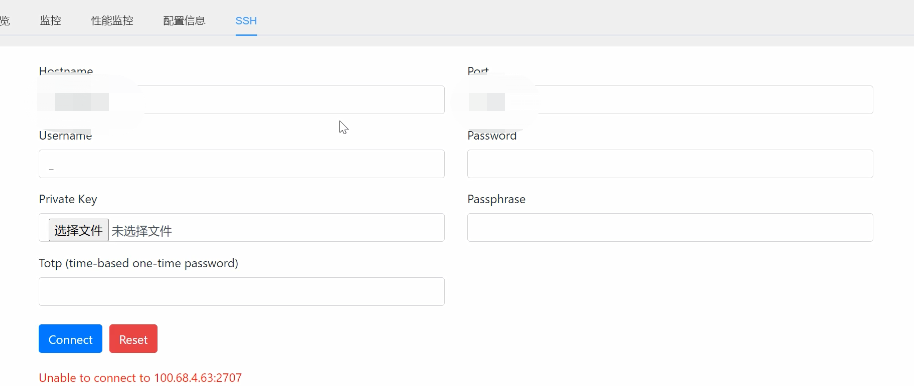 览 监控 性能监控 配置信息 SSH
Hostname Port
Username Password
Private Key Passphrase
选择文件 未选择文件
Totp (time-based one-time password)
Connect Reset
Unable to connect to 100.68.4.63:2707